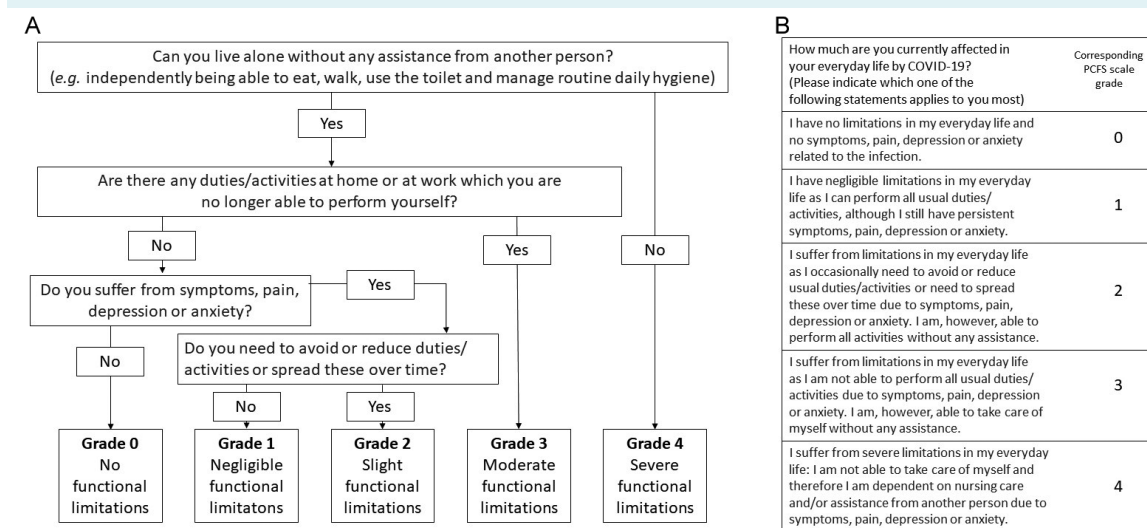 A
Can you live alone without any assistance from another person?
(e.g. independently being able to eat, walk, use the toilet and manage routine daily hygiene)
Yes
Are there any duties/activities at home or at work which you are
no longer able to perform yourself?
No
Yes
No
Do you suffer from symptoms, pain,
depression or anxiety?
Yes
No
Do you need to avoid or reduce duties/
activities or spread these over time?
No
Yes
Grade 0
No
functional
limitations
Grade 1
Negligible
functional
limitatons
Grade 2
Slight
functional
limitations
Grade 3
Moderate
functional
limitations
Grade 4
Severe
functional
limitations
B
How much are you currently affected in
your everyday life by COVID-19?
(Please indicate which one of the
following statements applies to you most)
Corresponding
PCFS scale
grade
I have no limitations in my everyday life and
no symptoms, pain, depression or anxiety
related to the infection.
0
I have negligible limitations in my everyday
life as I can perform all usual duties/
activities, although I still have persistent
symptoms, pain, depression or anxiety.
1
I suffer from limitations in my everyday life
as I occasionally need to avoid or reduce
usual duties/activities or need to spread
these over time due to symptoms, pain,
depression or anxiety. I am, however, able to
perform all activities without any assistance.
2
I suffer from limitations in my everyday life
as I am not able to perform all usual duties/
activities due to symptoms, pain, depression
or anxiety. I am, however, able to take care of
myself without any assistance.
3
I suffer from severe limitations in my everyday
life: I am not able to take care of myself and
therefore I am dependent on nursing care
and/or assistance from another person due to
symptoms, pain, depression or anxiety.
4